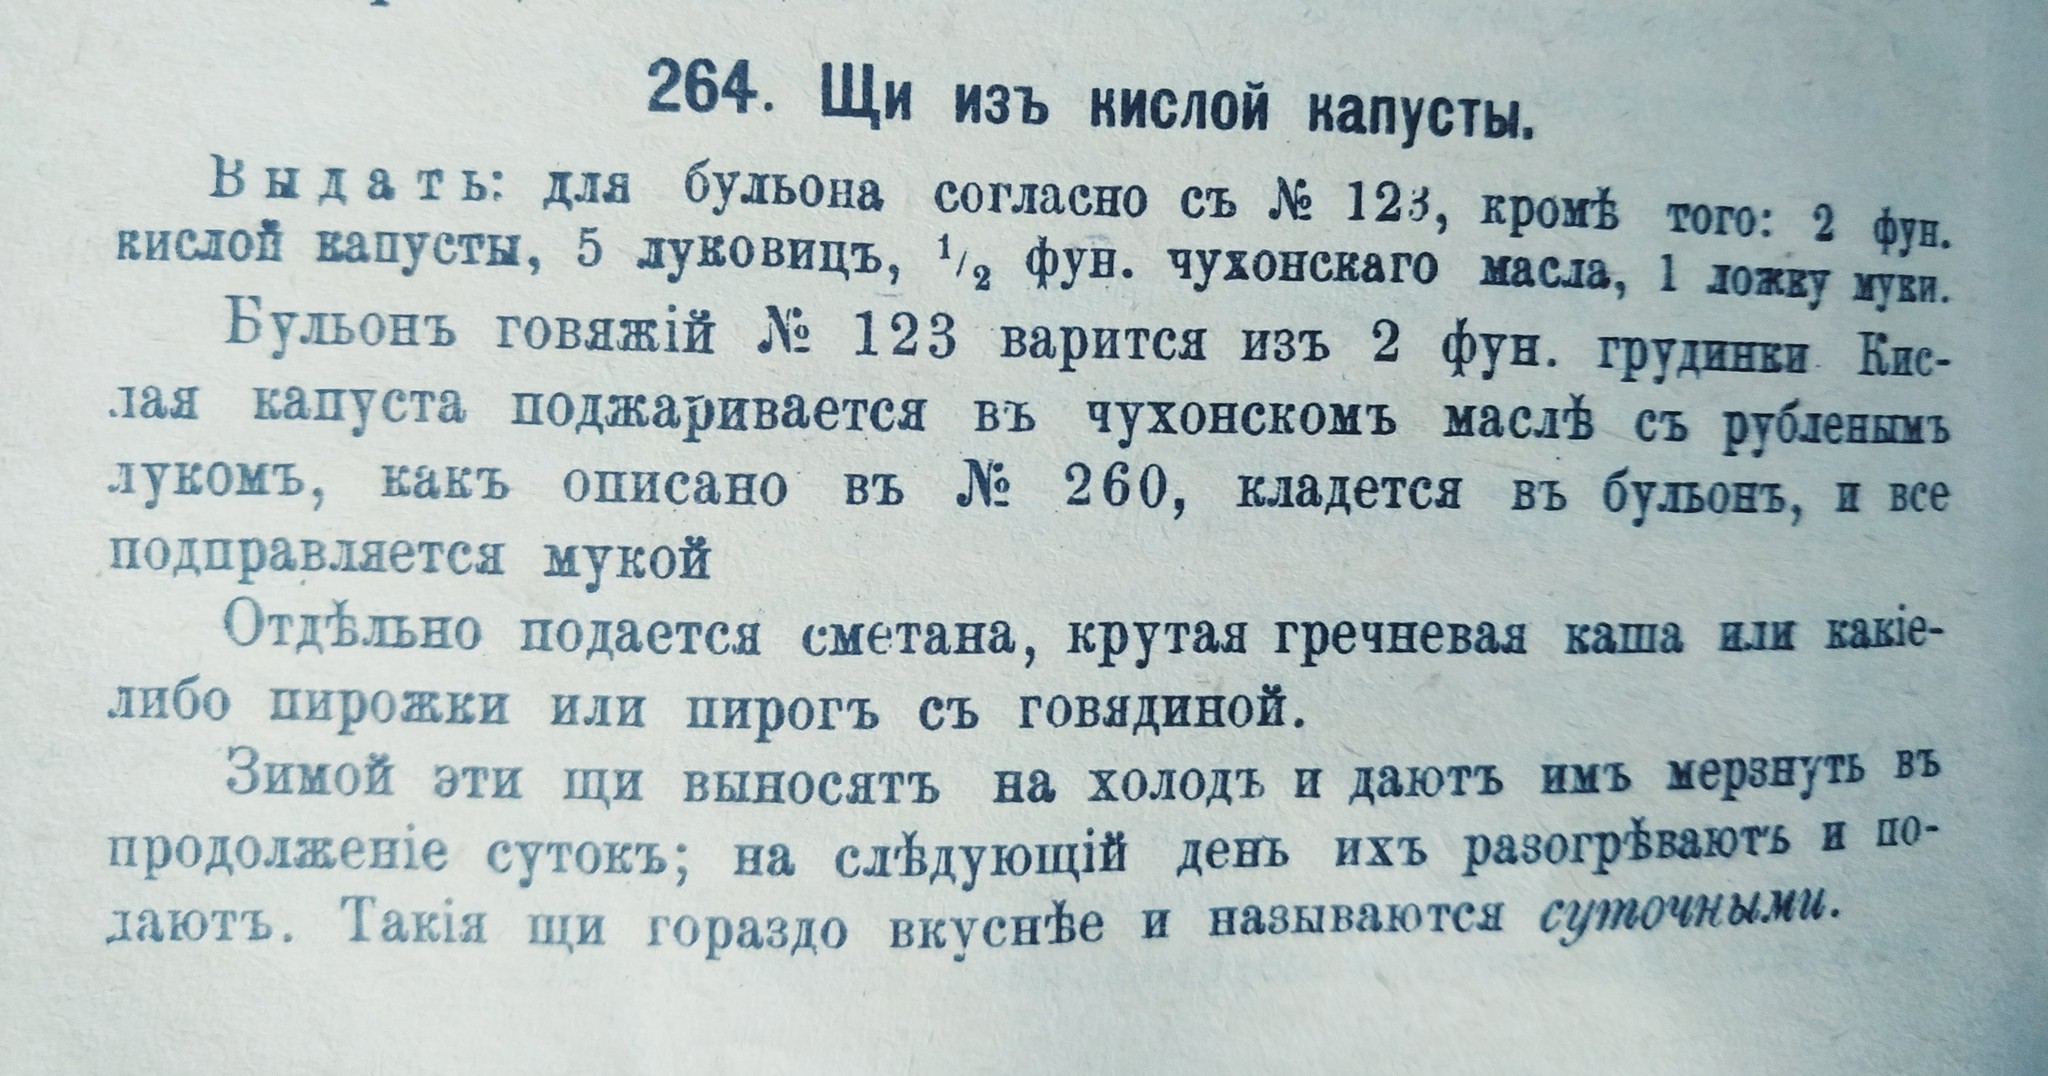 264. Щи изъ кислой капусты.
Выдать: для бульона согласно съ № 123, кромѣ того: 2 фун.
кислой капусты, 5 луковицъ, 1/2 фун. чухонскаго масла, 1 ложку муки.
Бульонъ говяжій № 123 варится изъ 2 фун. грудинки Кис-
лая капуста поджаривается въ чухонскомъ маслѣ съ рубленымъ
лукомъ, какъ описано въ № 260, кладется въ бульонъ, и все
подправляется мукой
Отдѣльно подается сметана, крутая гречневая каша или какіе-
либо пирожки или пирогъ съ говядиной.
Зимой эти щи выносятъ на холодъ и даютъ имъ мерзнуть въ
продолженіе сутокъ; на слѣдующій день ихъ разогрѣваютъ и по-
даютъ. Такія щи гораздо вкуснѣе и называются суточными.